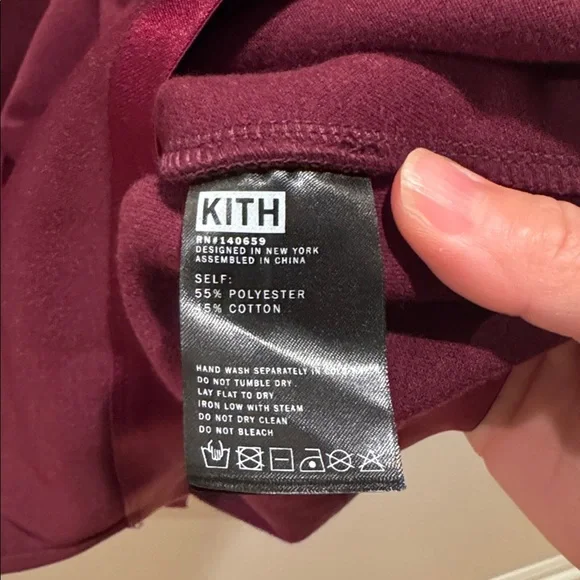 KITH
RN#140659
DESIGNED IN NEW YORK
ASSEMBLED IN CHINA
SELF:
55% POLYESTER
45% COTTON
HAND WASH SEPARATELY IN
DO NOT TUMBLE DRY
LAY FLAT TO DRY
IRON LOW WITH STEAM
DO NOT DRY CLEAN
DO NOT BLEACH